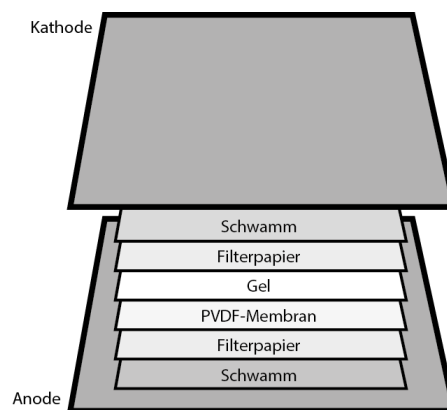 Kathode
Schwamm
Filterpapier
Gel
PVDF-Membran
Filterpapier
Schwamm
Anode